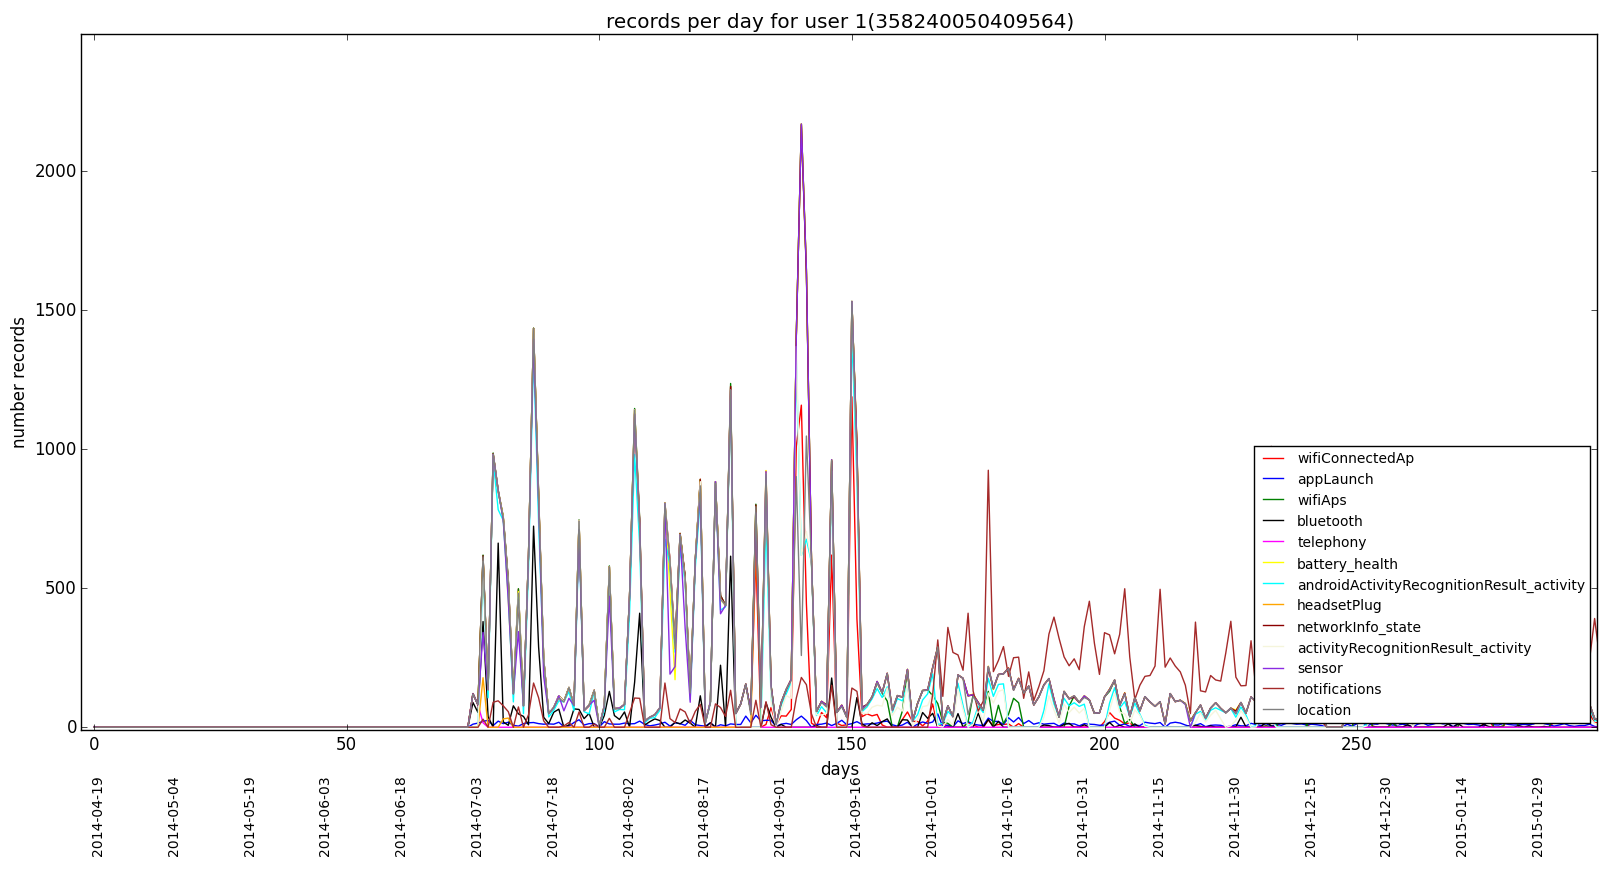 records per day for user 1(358240050409564)
number records
2000
1500
1000
500
0
wifiConnectedAp
appLaunch
wifiAps
bluetooth
telephony
battery_health
androidActivityRecognitionResult_activity
headsetPlug
networkInfo_state
activityRecognitionResult_activity
sensor
notifications
location
0 50 100 150 200 250
days
2014-04-19
2014-05-04
2014-05-19
2014-06-03
2014-06-18
2014-07-03
2014-07-18
2014-08-02
2014-08-17
2014-09-01
2014-09-16
2014-10-01
2014-10-16
2014-10-31
2014-11-15
2014-11-30
2014-12-15
2014-12-30
2015-01-14
2015-01-29